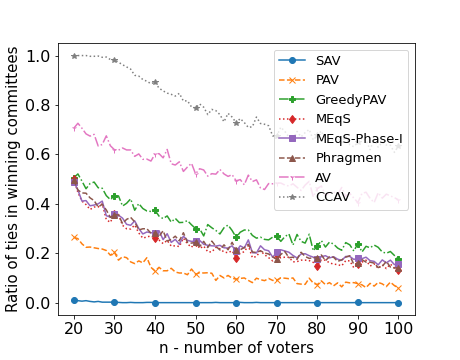 Ratio of ties in winning committees
1.0
0.8
0.6
0.4
0.2
0.0
SAV
PAV
GreedyPAV
MEqS
MEqS-Phase-I
Phragmen
AV
CCAV
20 30 40 50 60 70 80 90 100
n - number of voters